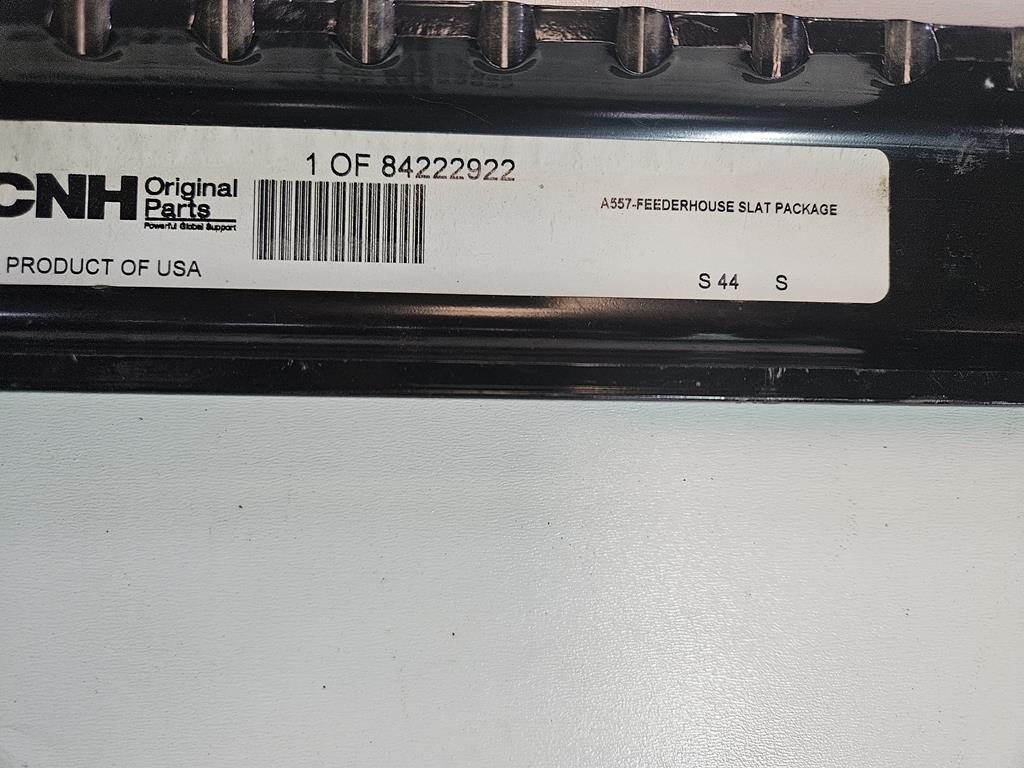 CNH Original
Parts
Powerful Global Support
1 OF 84222922
A557-FEEDERHOUSE SLAT PACKAGE
PRODUCT OF USA
S 44 S